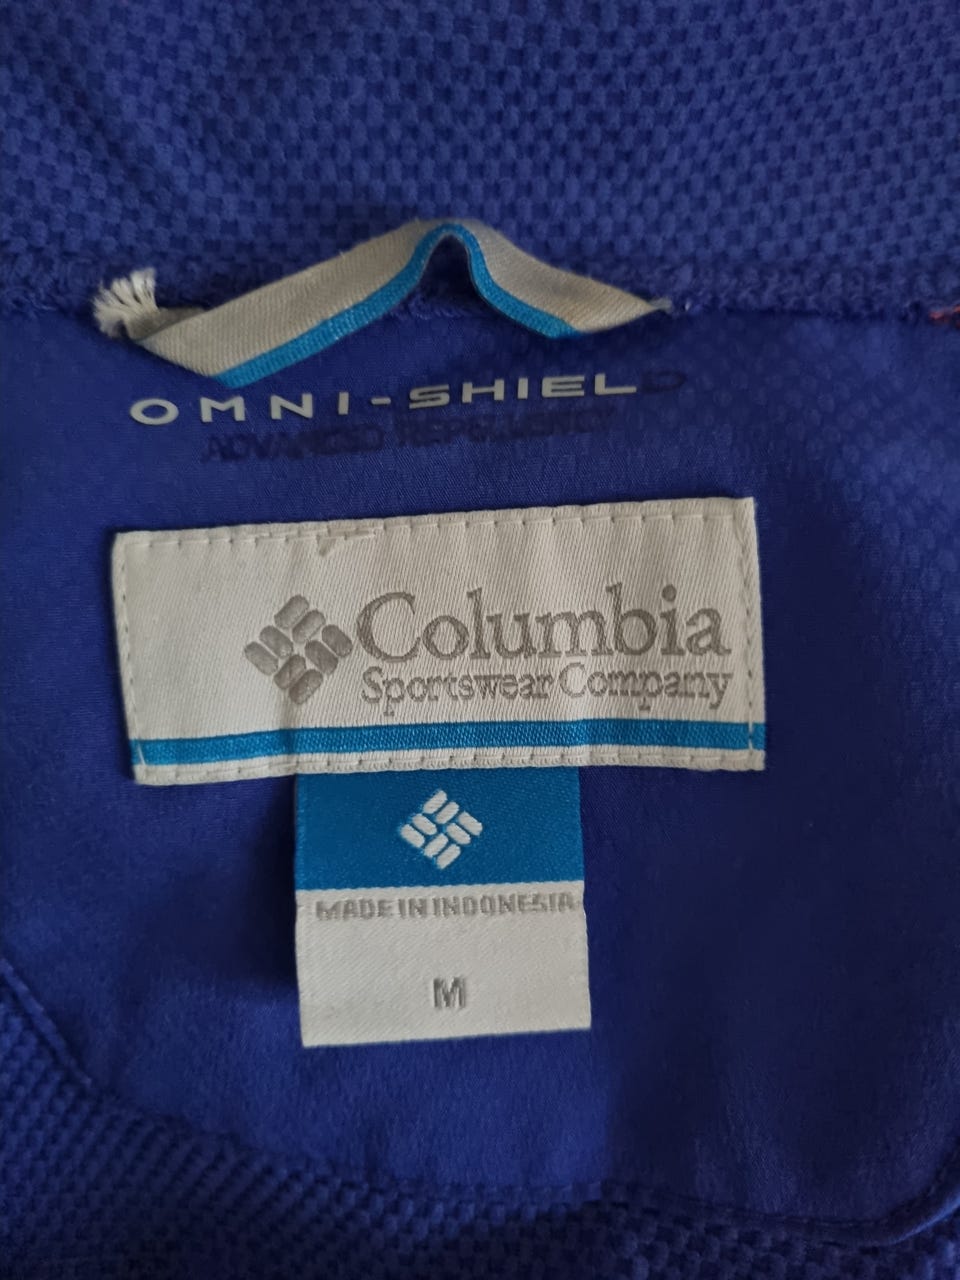 OMNI-SHIELD
ADVANCED REPELLENCY
Columbia
Sportswear Company
MADE IN INDONESIA
M